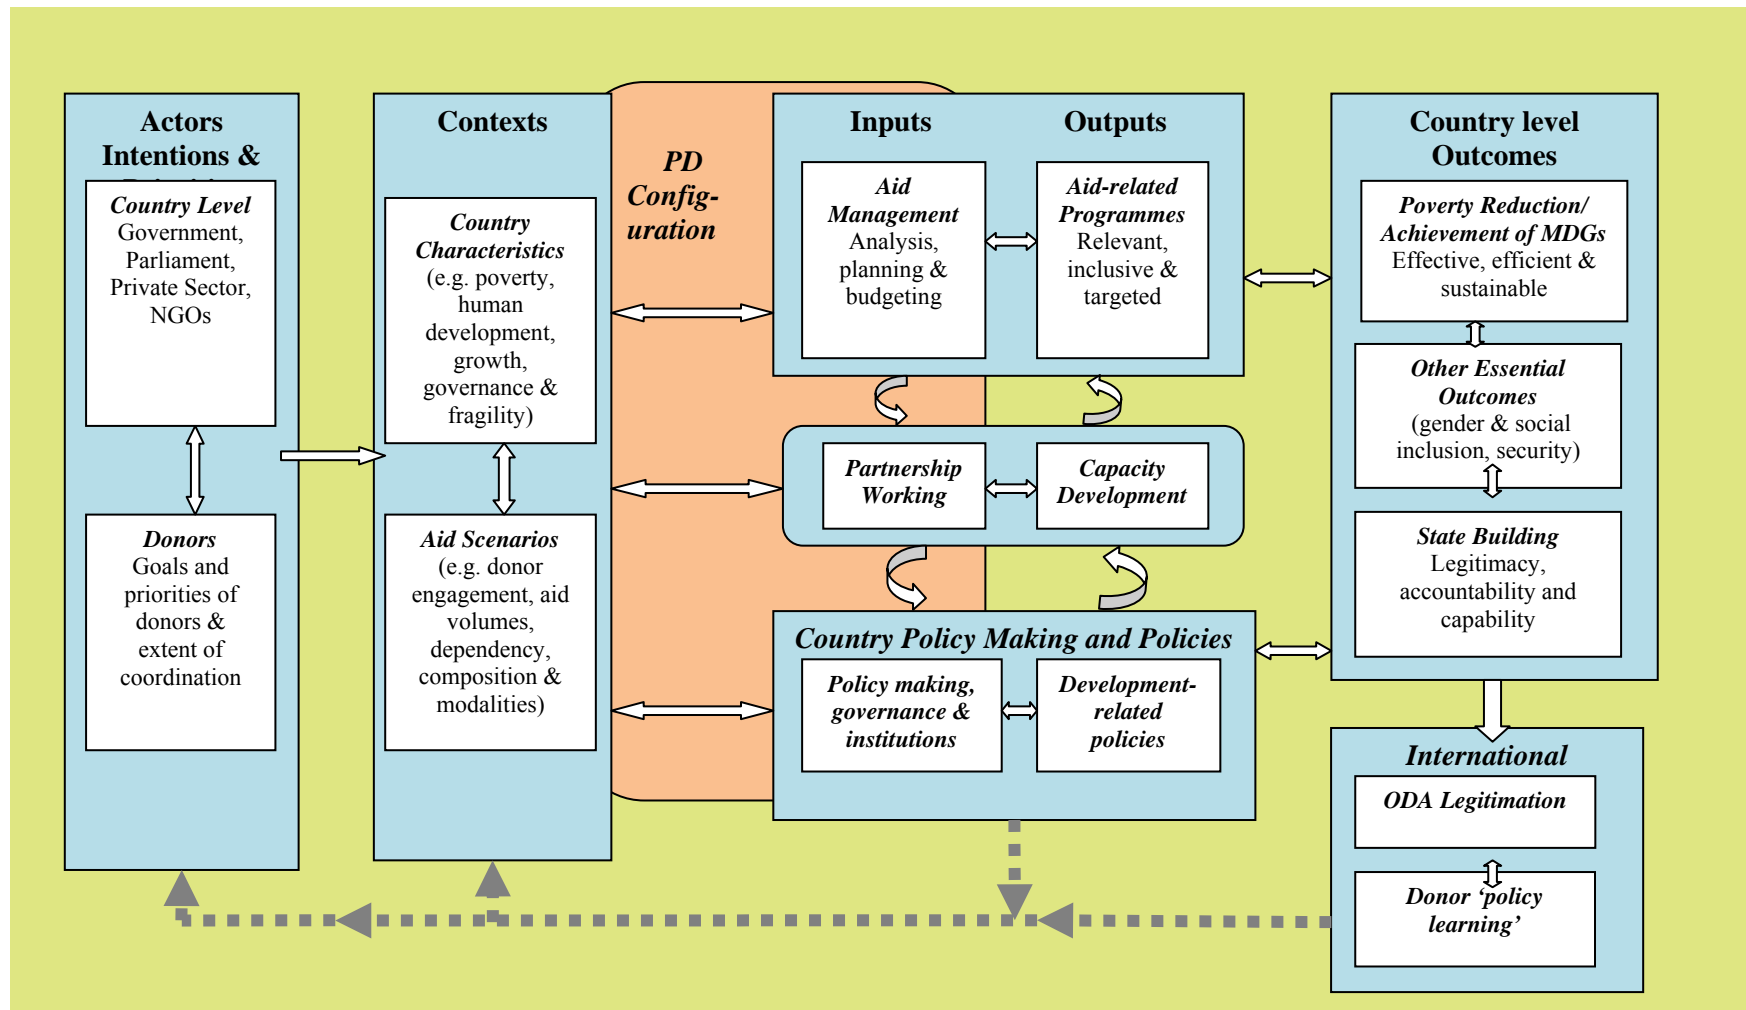 Actors
Intentions &
Country Level
Government,
Parliament,
Private Sector,
NGOs
Donors
Goals and
priorities of
donors &
extent of
coordination
Contexts
Country
Characteristics
(e.g. poverty,
human
development,
growth,
governance &
fragility)
Aid Scenarios
(e.g. donor
engagement, aid
volumes,
dependency,
composition &
modalities)
PD
Config-
uration
Inputs
Outputs
Aid
Management
Analysis,
planning &
budgeting
Aid-related
Programmes
Relevant,
inclusive &
targeted
Partnership
Working
Capacity
Development
Country Policy Making and Policies
Policy making,
governance &
institutions
Development-
related
policies
Country level
Outcomes
Poverty Reduction/
Achievement of MDGs
Effective, efficient &
sustainable
Other Essential
Outcomes
(gender & social
inclusion, security)
State Building
Legitimacy,
accountability and
capability
International
ODA Legitimation
Donor ‘policy
learning’